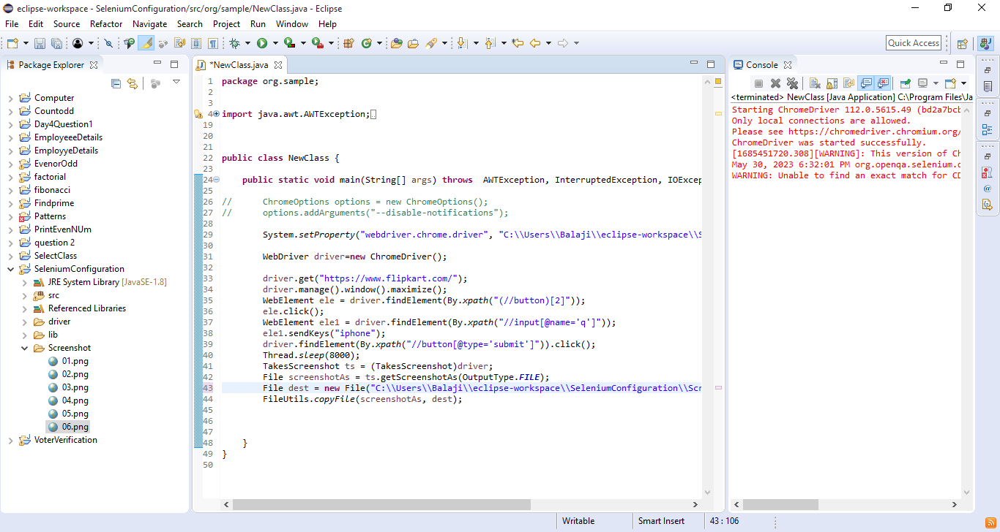 eclipse-workspace - SeleniumConfiguration/src/org/sample/NewClass.java - Eclipse
File Edit Source Refactor Navigate Search Project Run Window Help
Quick Access
Package Explorer
Computer
Countodd
Day4Question1
EmployeeeDetails
EmployyeDetails
EvenorOdd
factorial
fibonacci
Findprime
Patterns
PrintEvenNUm
question 2
SelectClass
SeleniumConfiguration
JRE System Library [JavaSE-1.8]
src
Referenced Libraries
driver
lib
Screenshot
01.png
02.png
03.png
04.png
05.png
06.png
VoterVerification
*NewClass.java
1 package org.sample;
2
3
4 import java.awt.AWTException;
19
20
21
22 public class NewClass {
23
24 public static void main(String[] args) throws AWTException, InterruptedException, IOExcep
25
26 // ChromeOptions options = new ChromeOptions();
27 // options.addArguments("--disable-notifications");
28
29 System.setProperty("webdriver.chrome.driver", "C:\\Users\\Balaji\\eclipse-workspace\\S
30
31 WebDriver driver=new ChromeDriver();
32
33 driver.get("https://www.flipkart.com/");
34 driver.manage().window().maximize();
35 WebElement ele = driver.findElement(By.xpath("(//button)[2]"));
36 ele.click();
37 WebElement ele1 = driver.findElement(By.xpath("//input[@name='q']"));
38 ele1.sendKeys("iphone");
39 driver.findElement(By.xpath("//button[@type='submit']")).click();
40 Thread.sleep(8000);
41 TakesScreenshot ts = (TakesScreenshot)driver;
42 File screenshotAs = ts.getScreenshotAs(OutputType.FILE);
43 File dest = new File("C:\\Users\\Balaji\\eclipse-workspace\\SeleniumConfiguration\\Scr
44 FileUtils.copyFile(screenshotAs, dest);
45
46
47
48 }
49 }
50
Console
<terminated> NewClass [Java Application] C:\Program Files\Ja
Starting ChromeDriver 112.0.5615.49 (bd2a7bcb
Only local connections are allowed.
Please see https://chromedriver.chromium.org/
ChromeDriver was started successfully.
[1685451720.308][WARNING]: This version of Ch
May 30, 2023 6:32:01 PM org.openqa.selenium.d
WARNING: Unable to find an exact match for CD
Writable Smart Insert 43 : 106